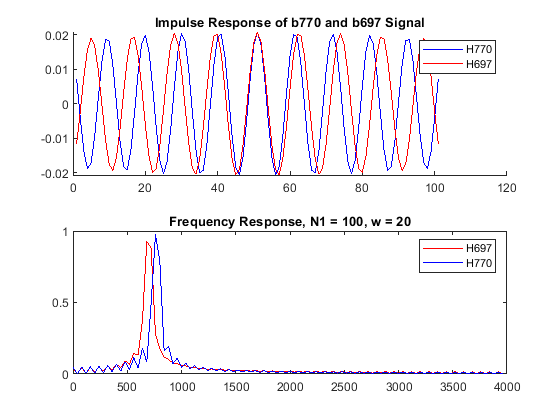 Impulse Response of b770 and b697 Signal
0.02
0.01
0
-0.01
-0.02
0 20 40 60 80 100 120
H770
H697
Frequency Response, N1 = 100, w = 20
1
0.5
0
0 500 1000 1500 2000 2500 3000 3500 4000
H697
H770